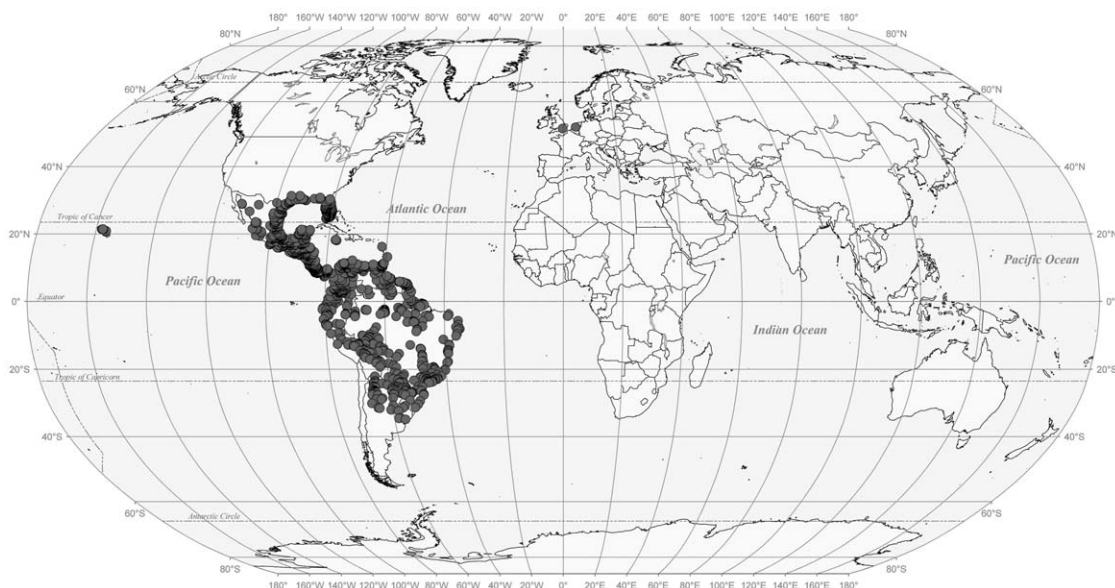 180° 160°W 140°W 120°W 100°W 80°W 60°W 40°W 20°W 0° 20°E 40°E 60°E 80°E 100°E 120°E 140°E 160°E 180°
80°N 80°N
Arctic Circle
60°N 60°N
40°N 40°N
Atlantic Ocean
Tropic of Cancer
20°N 20°N
Pacific Ocean Pacific Ocean
Equator
0° 0°
Indian Ocean
20°S 20°S
Tropic of Capricorn
40°S 40°S
60°S 60°S
Antarctic Circle
80°S 80°S
180° 160°W 140°W 120°W 100°W 80°W 60°W 40°W 20°W 0° 20°E 40°E 60°E 80°E 100°E 120°E 140°E 160°E 180°